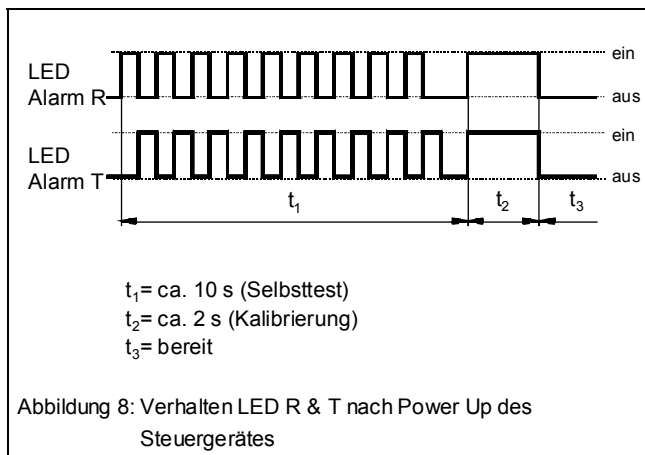 LED
Alarm R
ein
aus
LED
Alarm T
ein
aus
t1
t2
t3
t1= ca. 10 s (Selbsttest)
t2= ca. 2 s (Kalibrierung)
t3= bereit
Abbildung 8: Verhalten LED R & T nach Power Up des
Steuergerätes